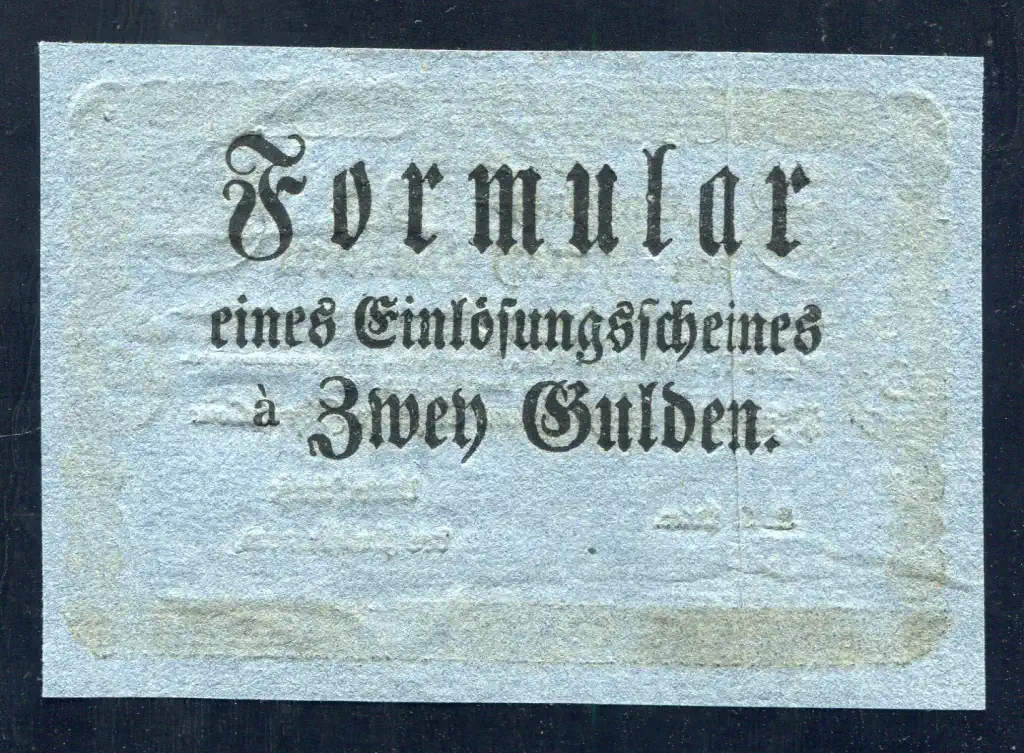 Formular
eines Einlöſungsſcheines
à Zwey Gulden.